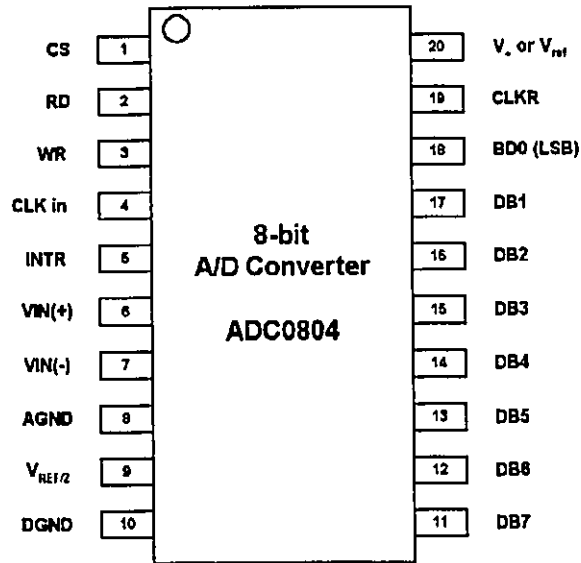 CS 1 20 V+ or Vref
RD 2 19 CLKR
WR 3 18 BD0 (LSB)
CLK in 4 17 DB1
8-bit
INTR 5 16 DB2
A/D Converter
VIN(+) 6 15 DB3
ADC0804
VIN(-) 7 14 DB4
AGND 8 13 DB5
VREF/2 9 12 DB6
DGND 10 11 DB7